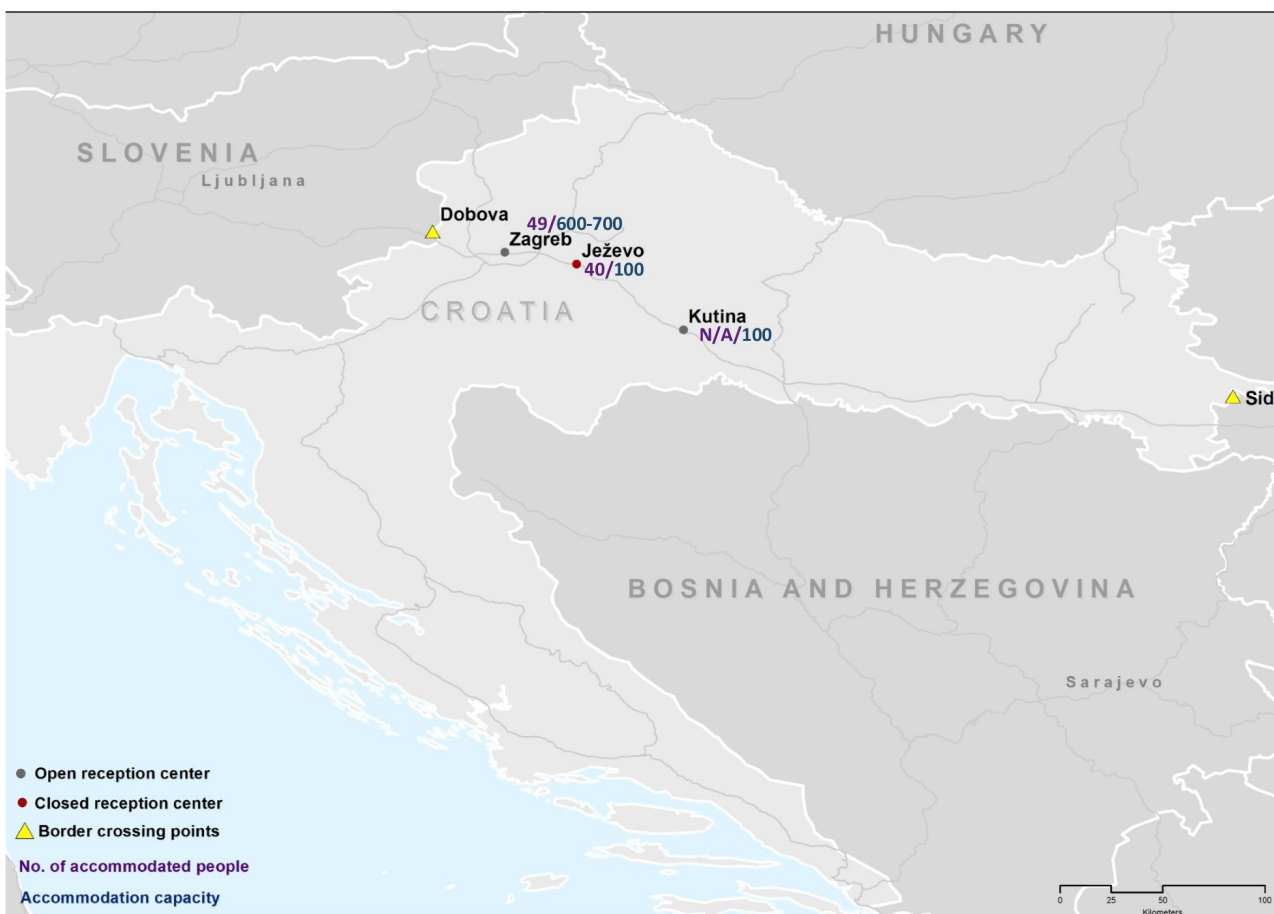 HUNGARY
SLOVENIA
Ljubljana
Dobova
49/600-700
Zagreb
Ježevo
40/100
CROATIA
Kutina
N/A/100
Sid
BOSNIA AND HERZEGOVINA
Sarajevo
Open reception center
Closed reception center
Border crossing points
No. of accommodated people
Accommodation capacity
0 25 50 100
Kilometers